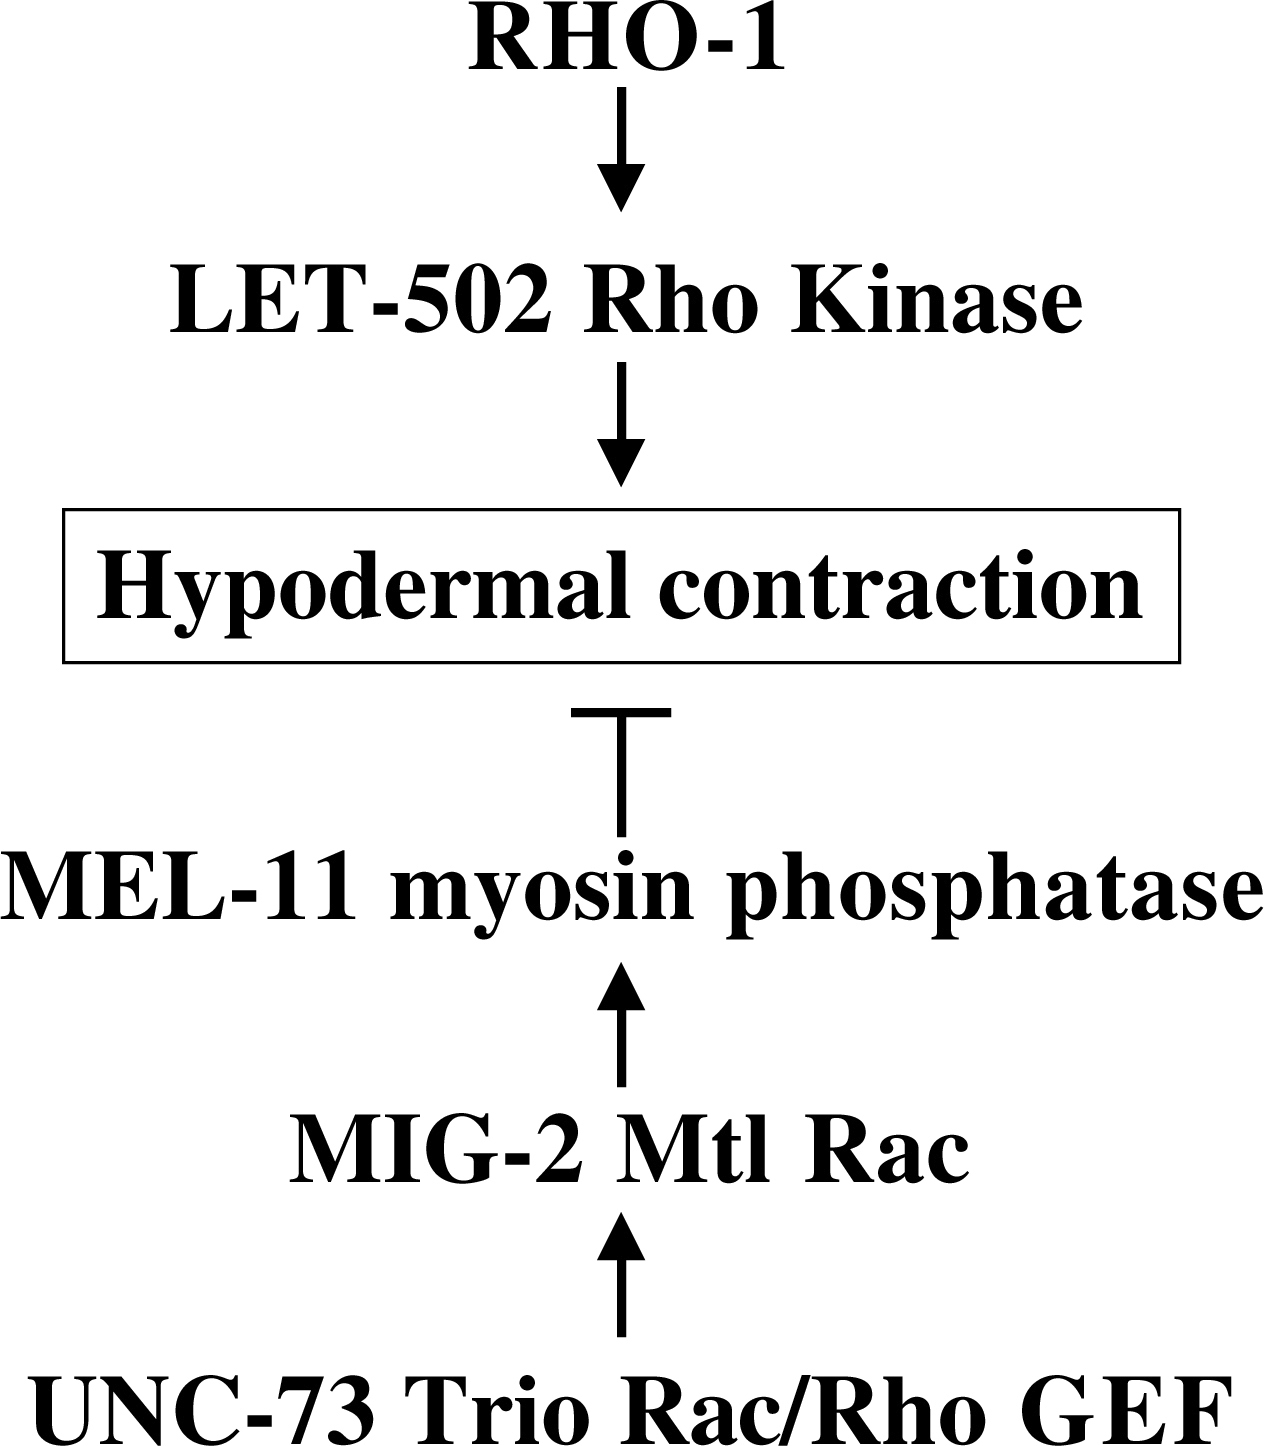 RHO-1
LET-502 Rho Kinase
Hypodermal contraction
MEL-11 myosin phosphatase
MIG-2 Mtl Rac
UNC-73 Trio Rac/Rho GEF